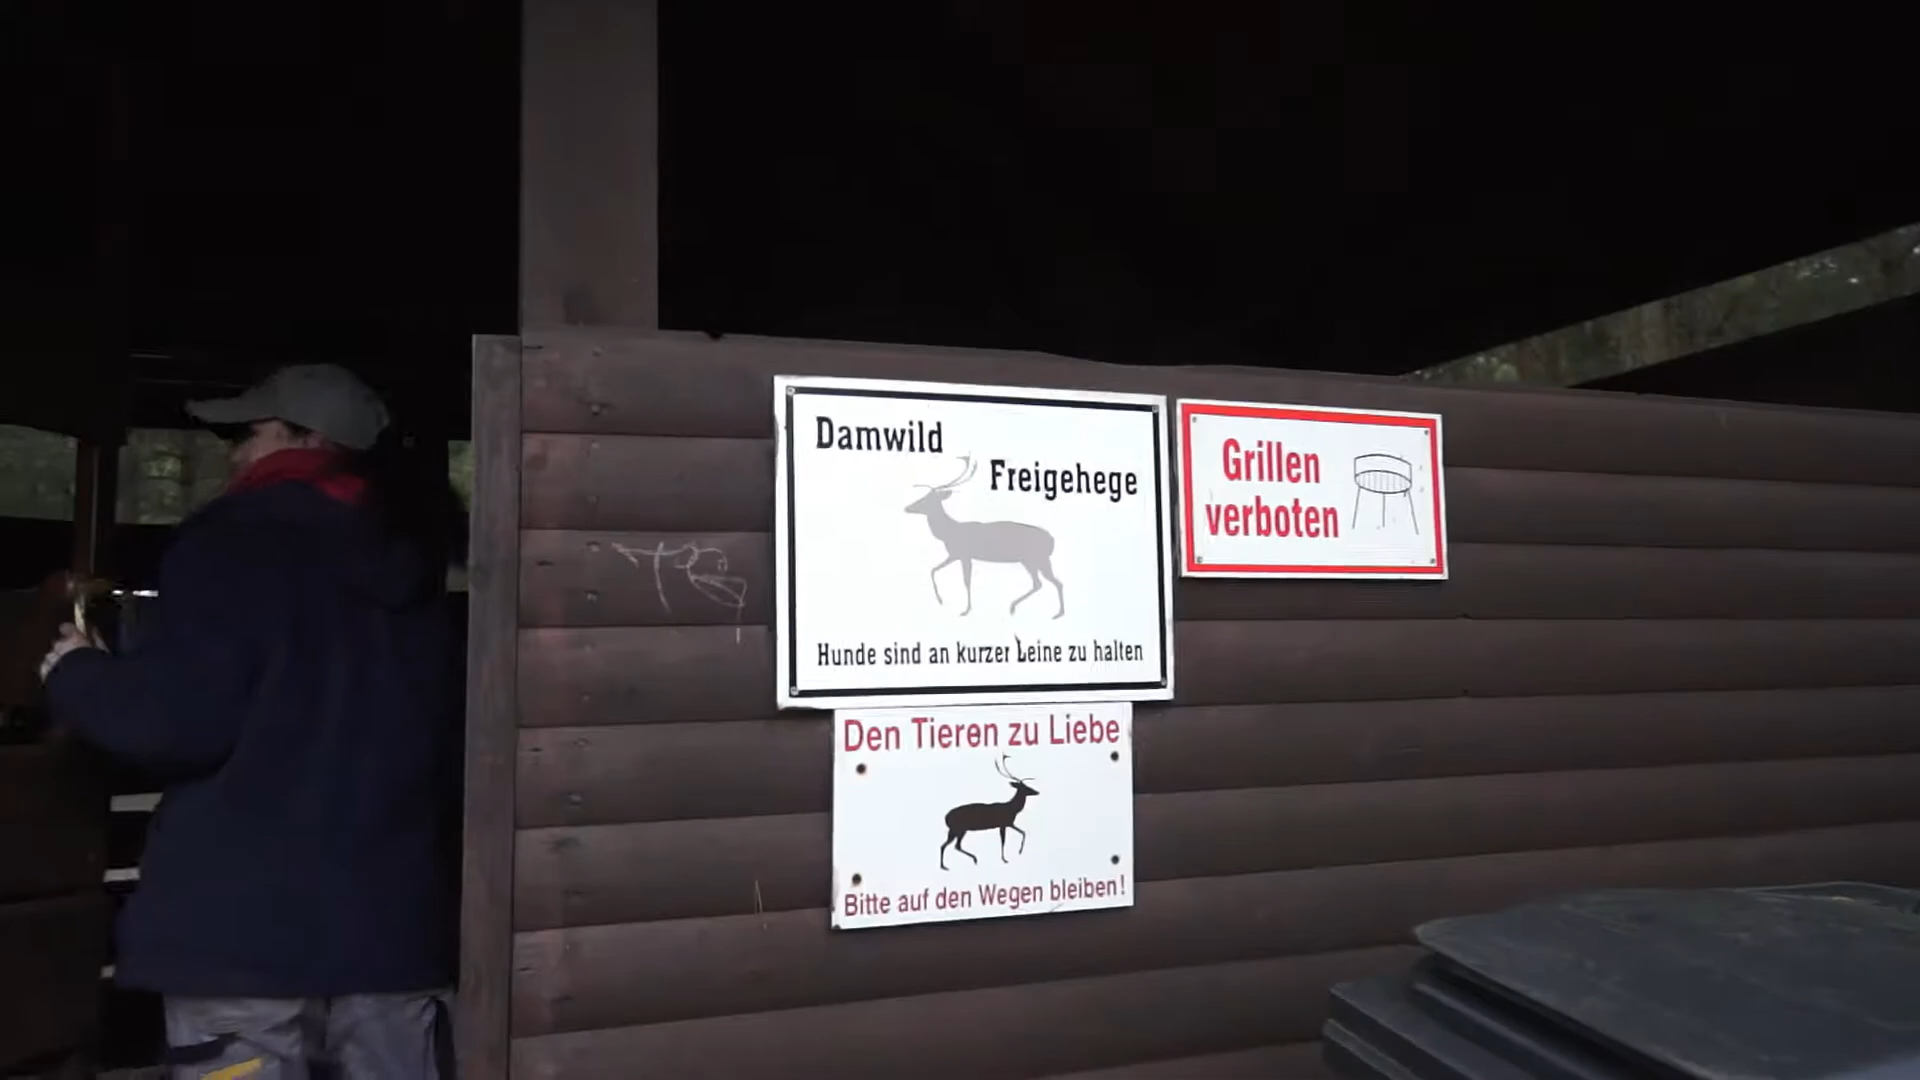 Damwild
Freigehege
Hunde sind an kurzer Leine zu halten
Grillen
verboten
Den Tieren zu Liebe
Bitte auf den Wegen bleiben!